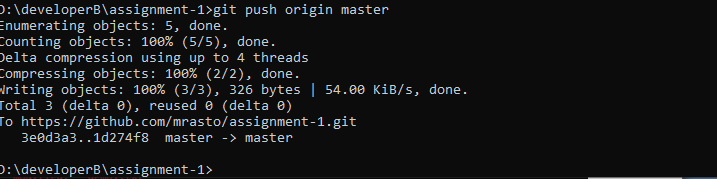 D:\developerB\assignment-1>git push origin master
Enumerating objects: 5, done.
Counting objects: 100% (5/5), done.
Delta compression using up to 4 threads
Compressing objects: 100% (2/2), done.
Writing objects: 100% (3/3), 326 bytes | 54.00 KiB/s, done.
Total 3 (delta 0), reused 0 (delta 0)
To https://github.com/mrasto/assignment-1.git
   3e0d3a3..1d274f8  master -> master
D:\developerB\assignment-1>